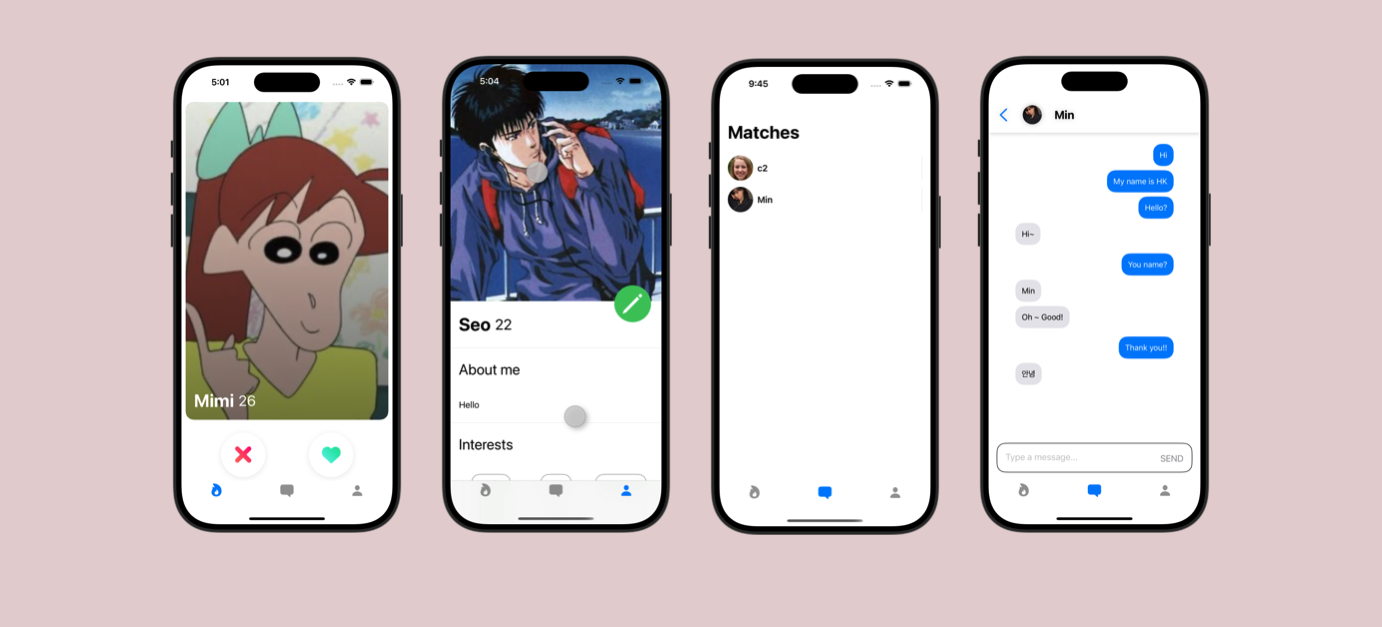 5:01
Mimi 26
5:04
Seo 22
About me
Hello
Interests
9:45
Matches
c2
Min
Min
Hi
My name is HK
Hello?
Hi~
You name?
Min
Oh ~ Good!
Thank you!!
안녕
Type a message...
SEND